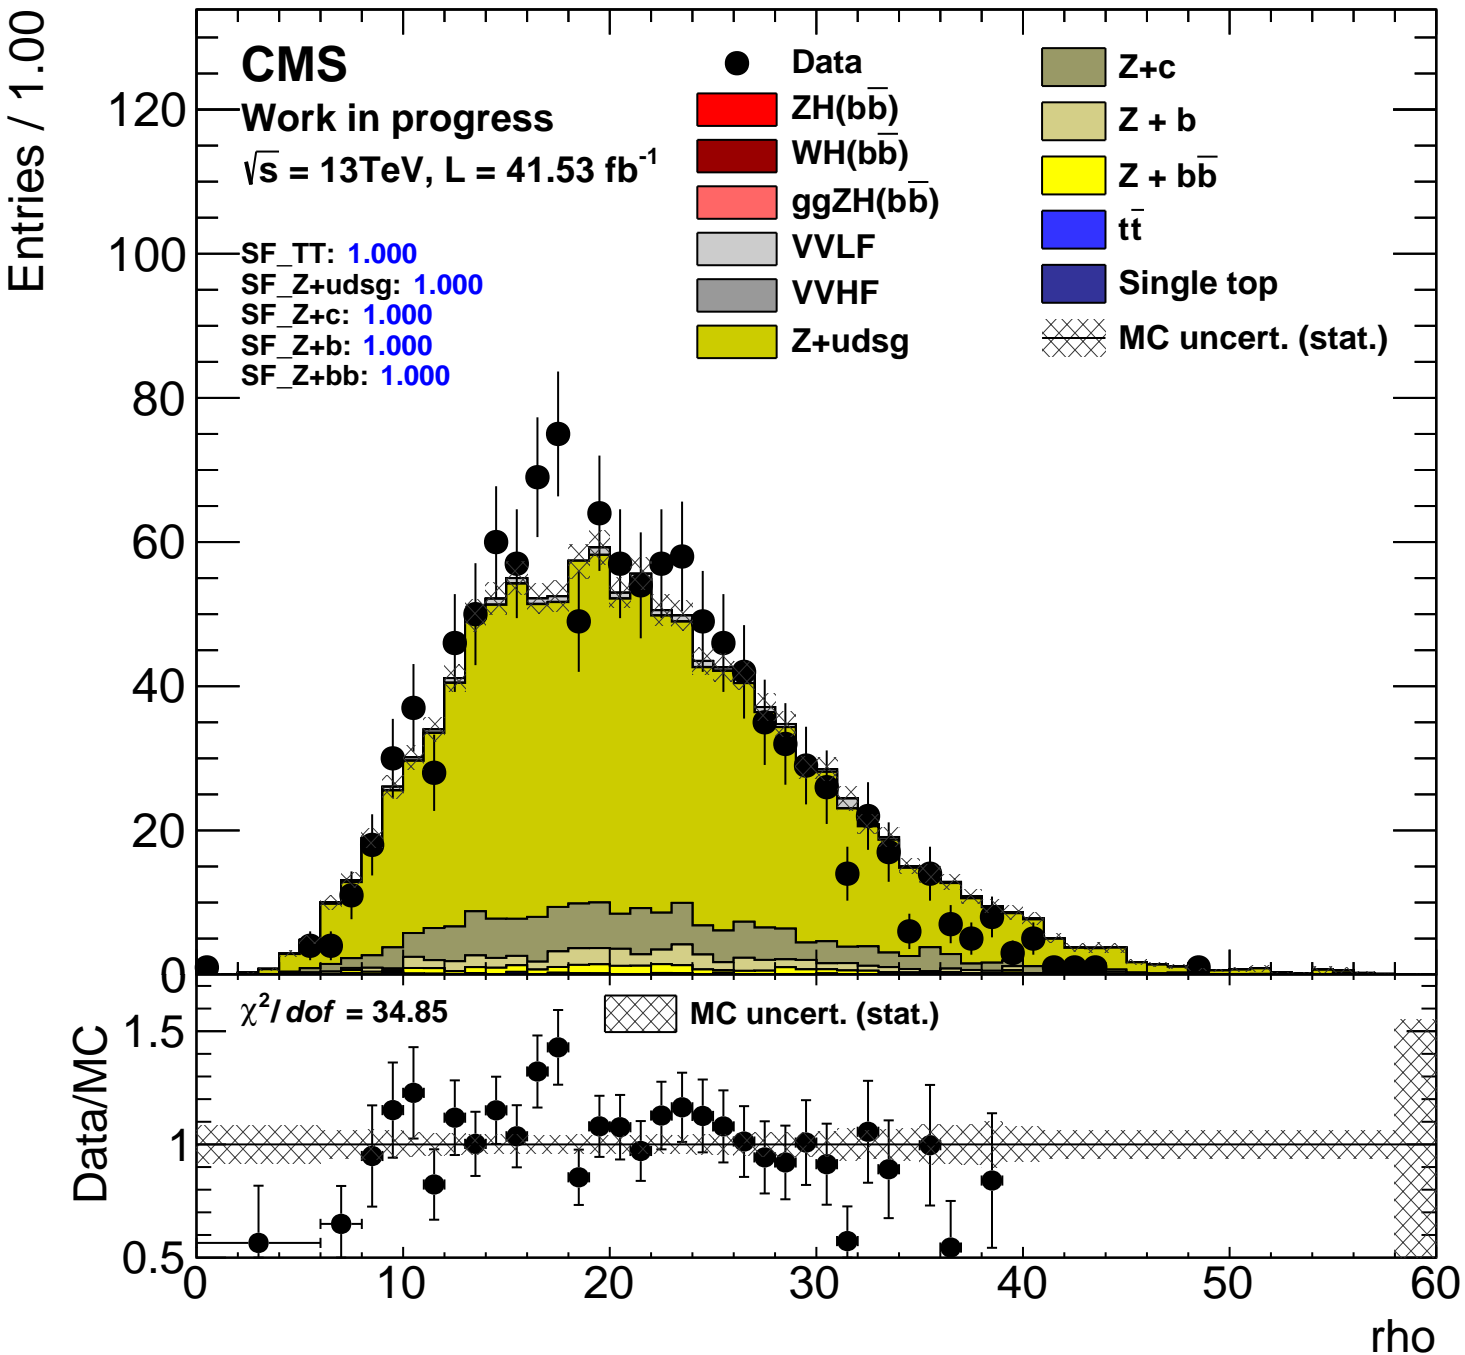 Entries / 1.00
120
100
80
60
40
20
0
CMS
Work in progress
√s = 13TeV, L = 41.53 fb⁻¹
SF_TT: 1.000
SF_Z+udsg: 1.000
SF_Z+c: 1.000
SF_Z+b: 1.000
SF_Z+bb: 1.000
Data
ZH(bb̅)
WH(bb̅)
ggZH(bb̅)
VVLF
VVHF
Z+udsg
Z+c
Z + b
Z + bb̅
tt̅
Single top
MC uncert. (stat.)
Data/MC
1.5
1
0.5
χ²/dof = 34.85
MC uncert. (stat.)
0 10 20 30 40 50 60
rho